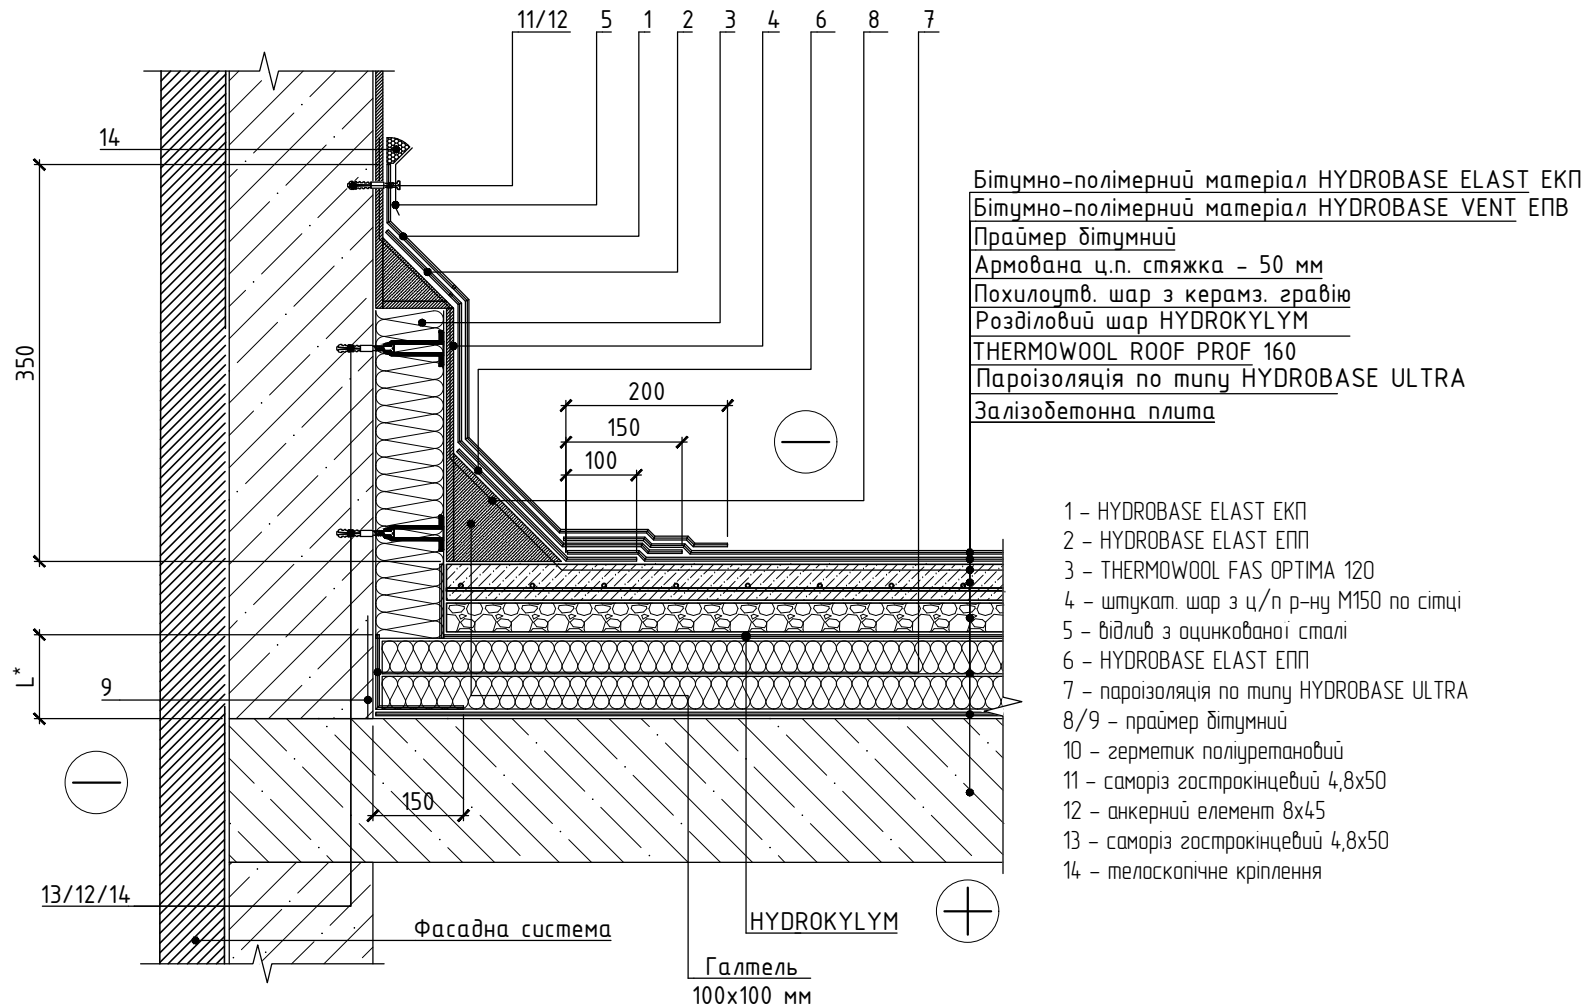 11/12 5 1 2 3 4 6 8 7
14
350
L*
9
13/12/14
200
150
100
150
Бітумно-полімерний матеріал HYDROBASE ELAST ЕКП
Бітумно-полімерний матеріал HYDROBASE VENT ЕПВ
Праймер бітумний
Армована ц.п. стяжка - 50 мм
Похилоутв. шар з керамз. гравію
Розділовий шар HYDROKYLYM
THERMOWOOL ROOF PROF 160
Пароізоляція по типу HYDROBASE ULTRA
Залізобетонна плита
1 - HYDROBASE ELAST ЕКП
2 - HYDROBASE ELAST ЕПП
3 - THERMOWOOL FAS OPTIMA 120
4 - штукат. шар з ц/п р-ну М150 по сітці
5 - відлив з оцинкованої сталі
6 - HYDROBASE ELAST ЕПП
7 - пароізоляція по типу HYDROBASE ULTRA
8/9 - праймер бітумний
10 - герметик поліуретановий
11 - саморіз гострокінцевий 4,8х50
12 - анкерний елемент 8х45
13 - саморіз гострокінцевий 4,8х50
14 - телоскопічне кріплення
Фасадна система
HYDROKYLYM
Галтель
100х100 мм